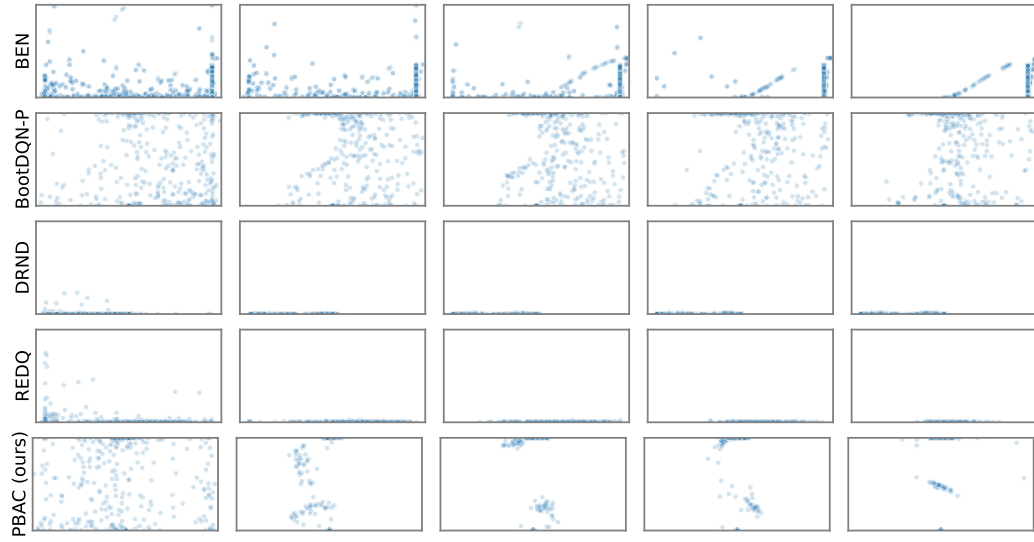 BEN
BootDQN-P
DRND
REDQ
PBAC (ours)